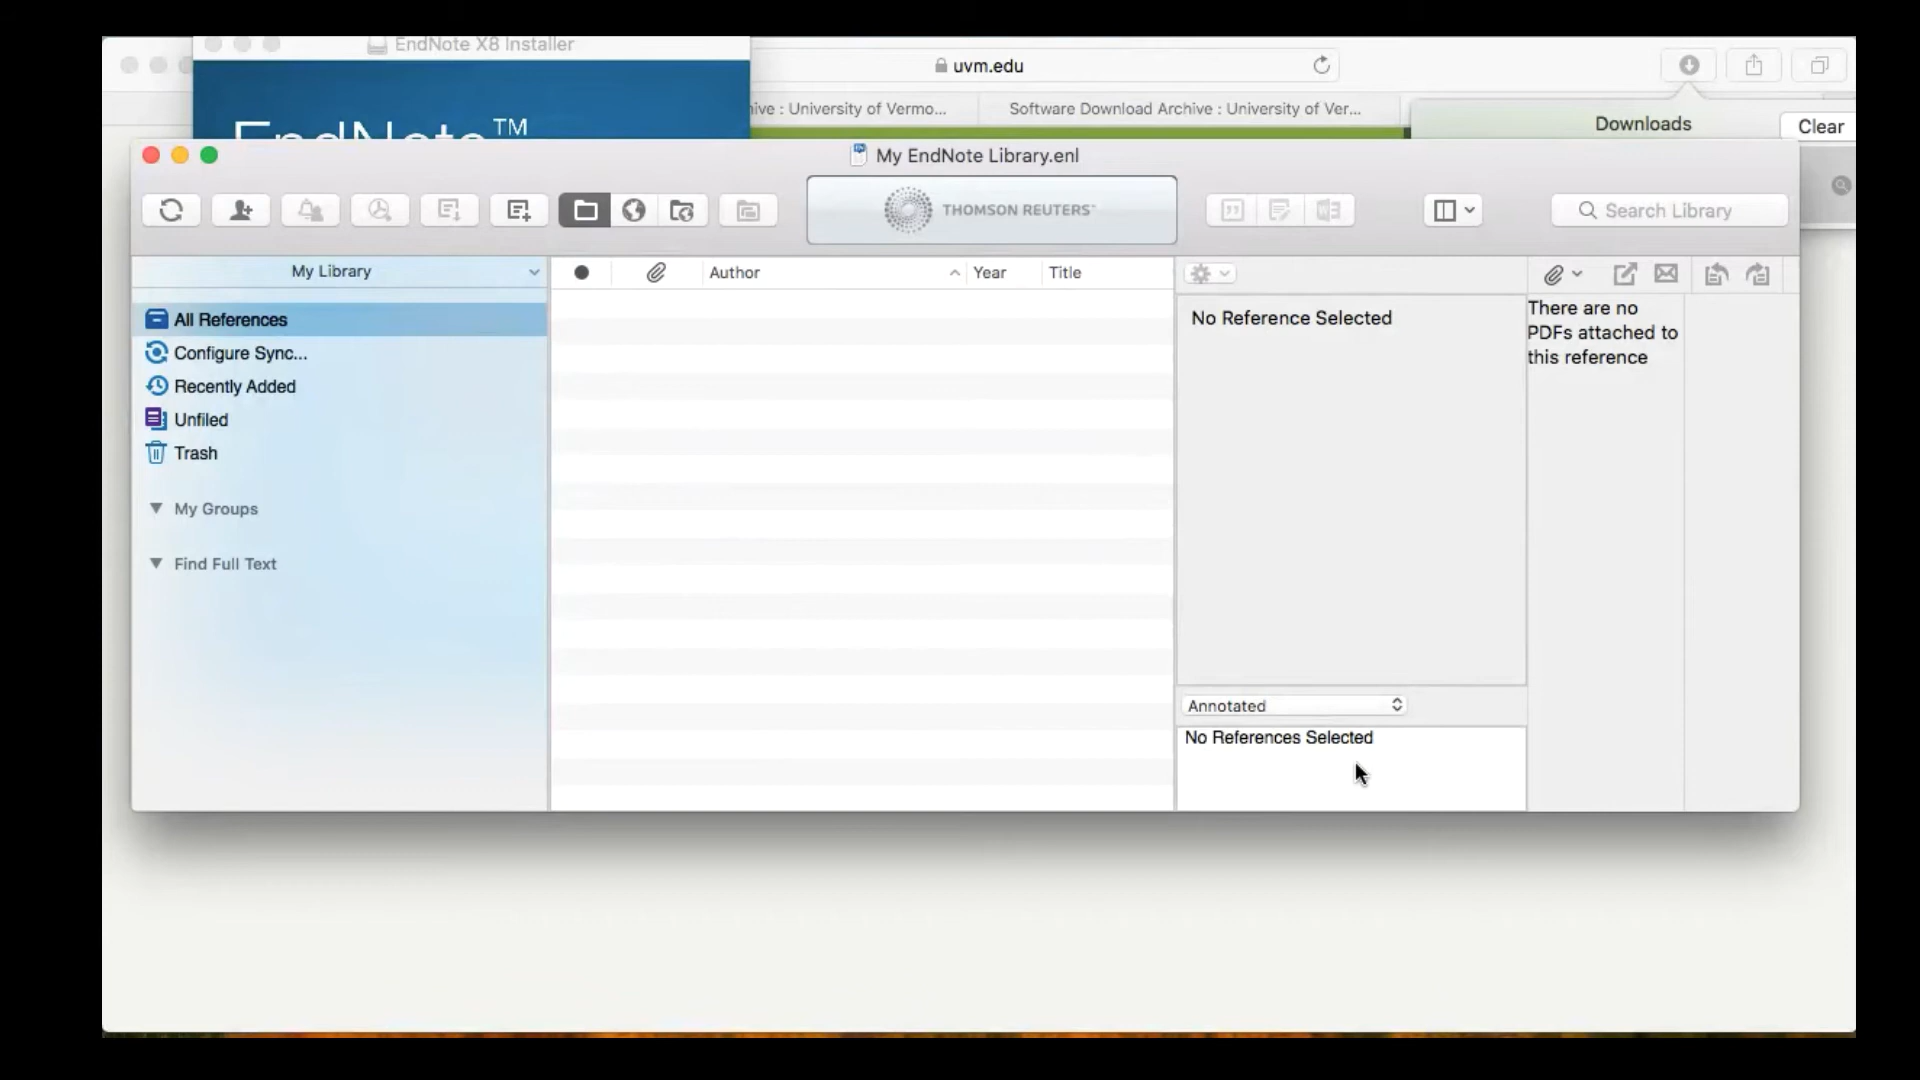 EndNote X8 Installer
uvm.edu
EndNote™
ive : University of Vermo...
Software Download Archive : University of Ver...
Downloads
Clear
My EndNote Library.enl
THOMSON REUTERS™
Search Library
My Library
Author
Year
Title
All References
Configure Sync...
Recently Added
Unfiled
Trash
My Groups
Find Full Text
No Reference Selected
There are no
PDFs attached to
this reference
Annotated
No References Selected